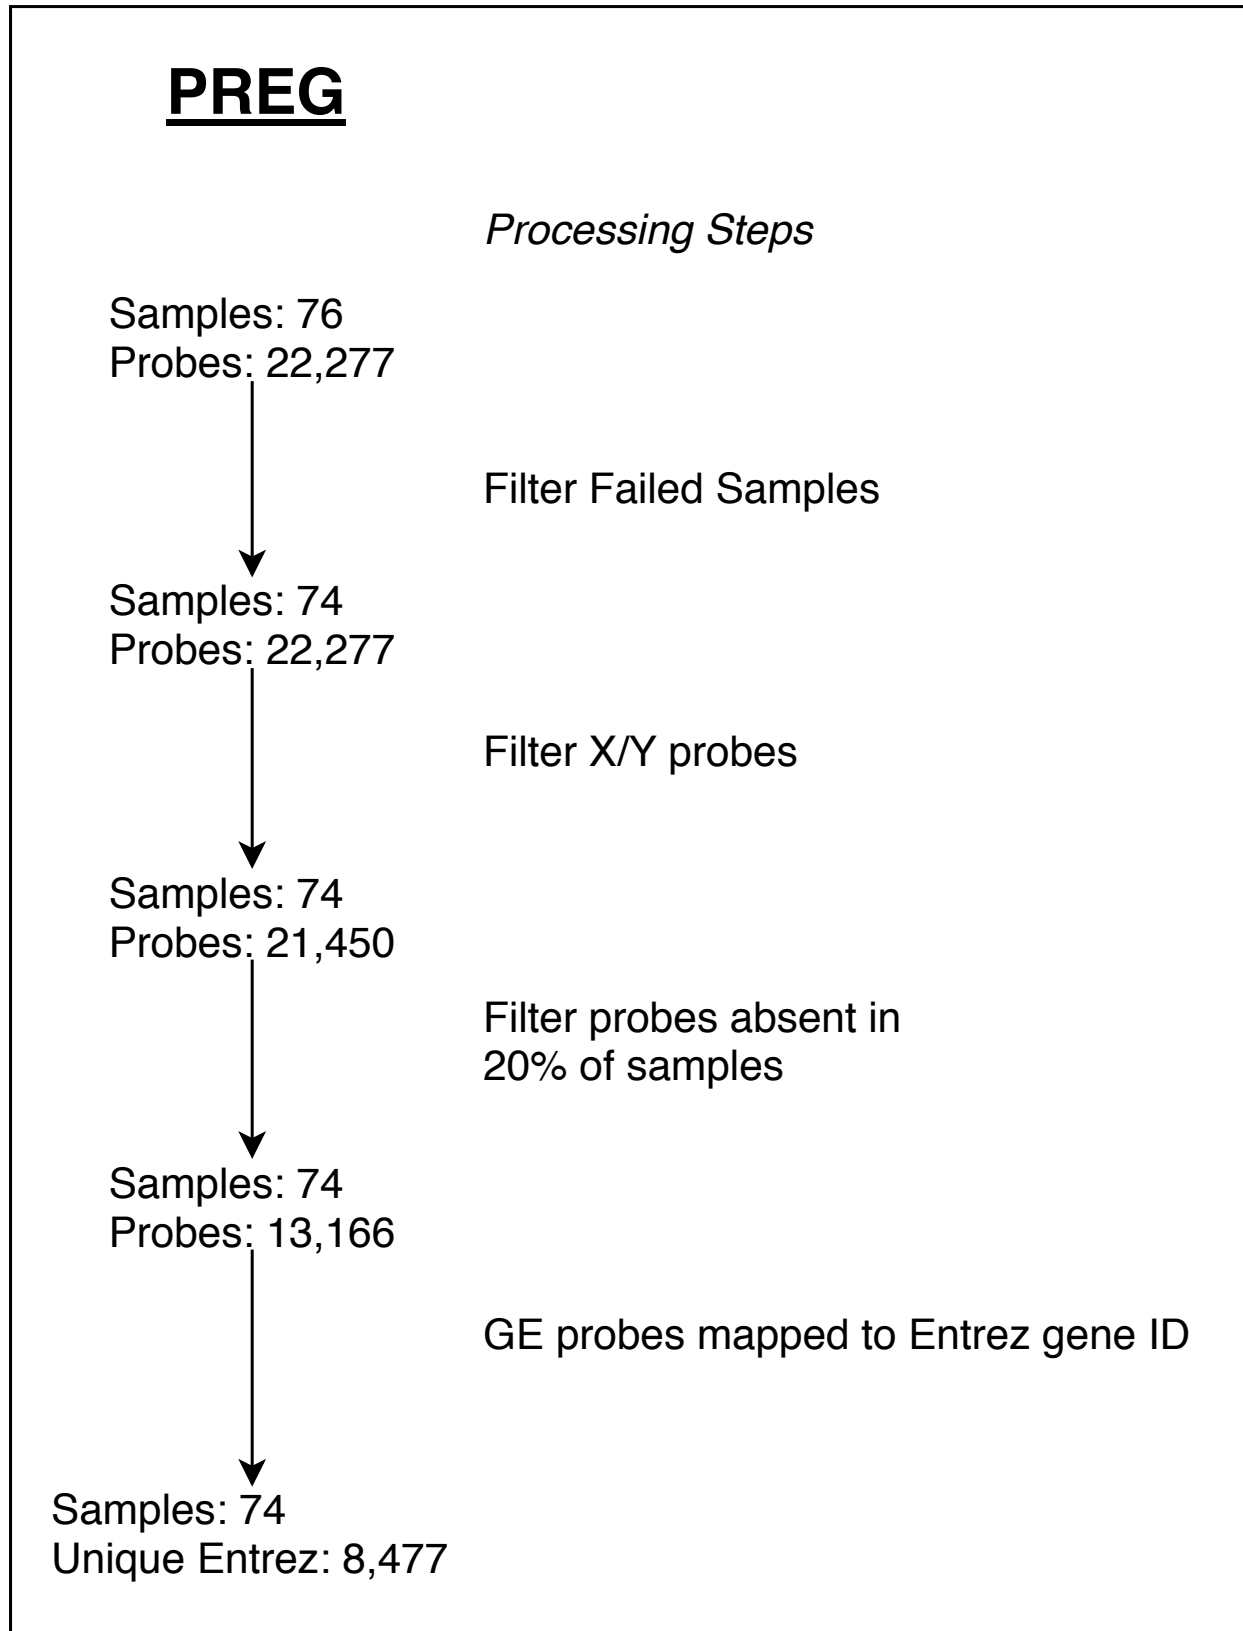 PREG
Processing Steps
Samples: 76
Probes: 22,277
Filter Failed Samples
Samples: 74
Probes: 22,277
Filter X/Y probes
Samples: 74
Probes: 21,450
Filter probes absent in
20% of samples
Samples: 74
Probes: 13,166
GE probes mapped to Entrez gene ID
Samples: 74
Unique Entrez: 8,477